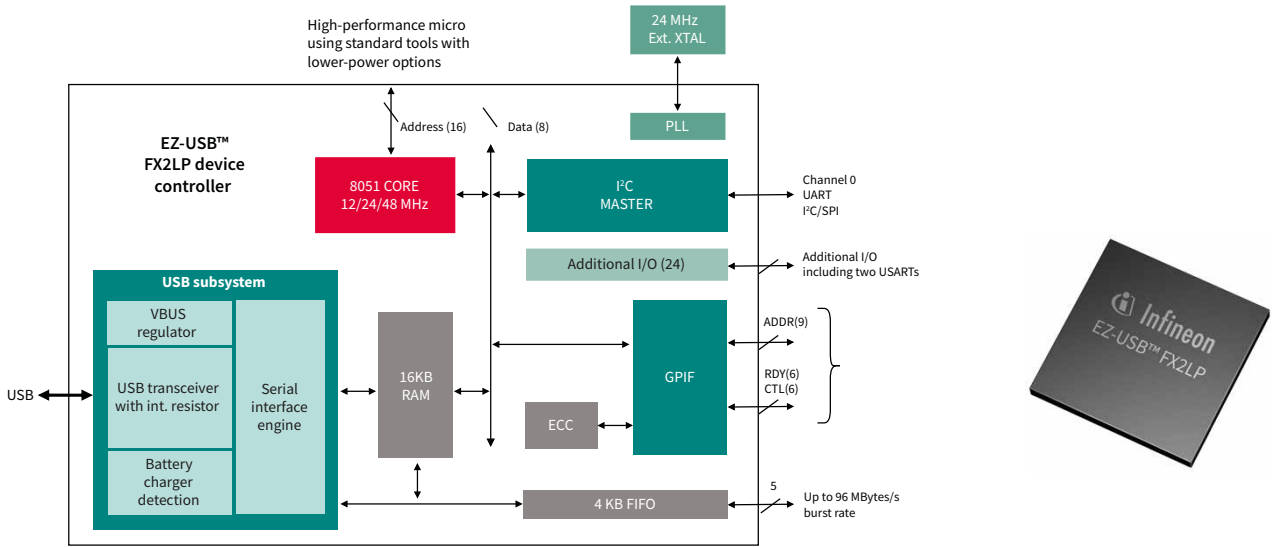 High-performance micro
using standard tools with
lower-power options
24 MHz
Ext. XTAL
Address (16)
Data (8)
PLL
EZ-USB™
FX2LP device
controller
8051 CORE
12/24/48 MHz
I²C
MASTER
Channel 0
UART
I²C/SPI
Additional I/O (24)
Additional I/O
including two USARTs
USB subsystem
VBUS
regulator
USB transceiver
with int. resistor
Battery
charger
detection
Serial
interface
engine
USB
16KB
RAM
GPIF
ECC
ADDR(9)
RDY(6)
CTL(6)
4 KB FIFO
5
Up to 96 MBytes/s
burst rate
Infineon
EZ-USB™ FX2LP